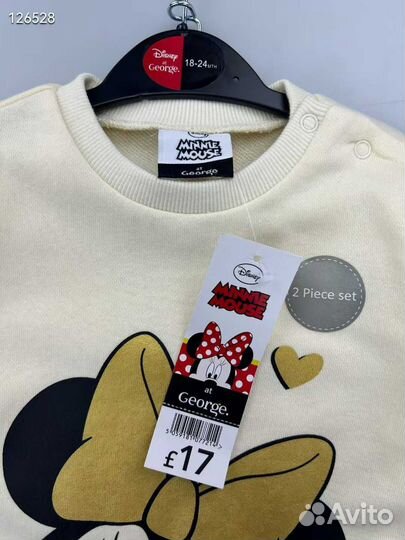 126528
Disney
at
George.
18-24MTH
Disney
MINNIE
MOUSE
at
George
Disney
MINNIE
MOUSE
at
George.
£17
2 Piece set
Avito